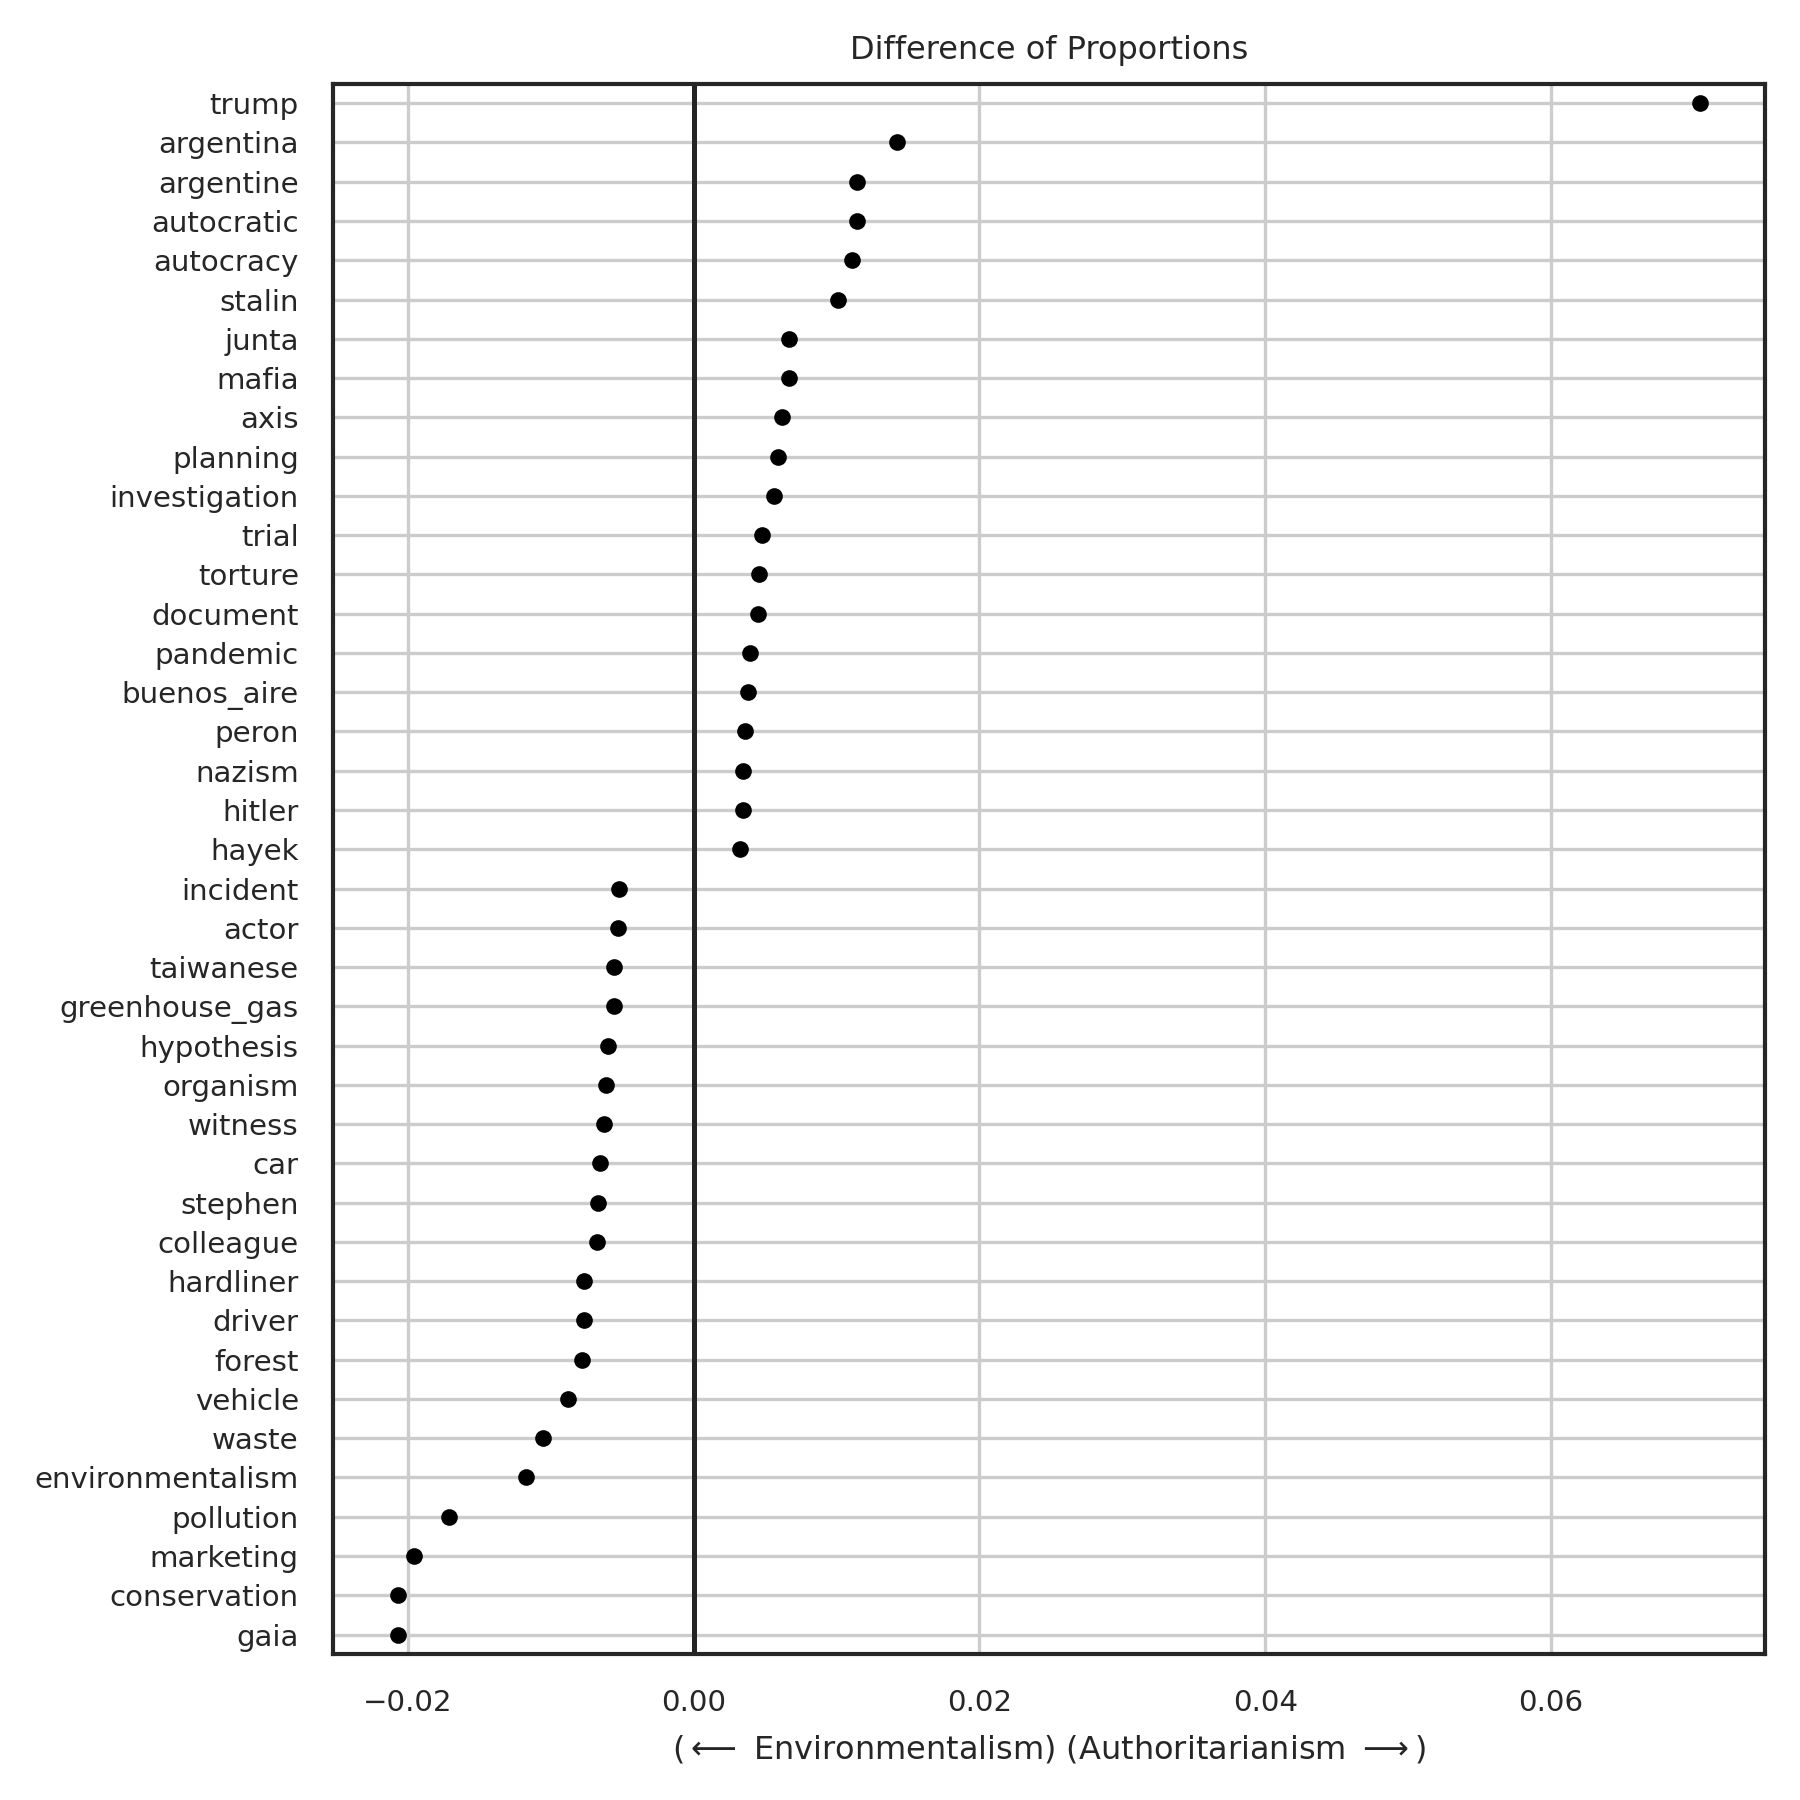 Difference of Proportions
trump
argentina
argentine
autocratic
autocracy
stalin
junta
mafia
axis
planning
investigation
trial
torture
document
pandemic
buenos_aire
peron
nazism
hitler
hayek
incident
actor
taiwanese
greenhouse_gas
hypothesis
organism
witness
car
stephen
colleague
hardliner
driver
forest
vehicle
waste
environmentalism
pollution
marketing
conservation
gaia
−0.02 0.00 0.02 0.04 0.06
(⟵ Environmentalism) (Authoritarianism ⟶)